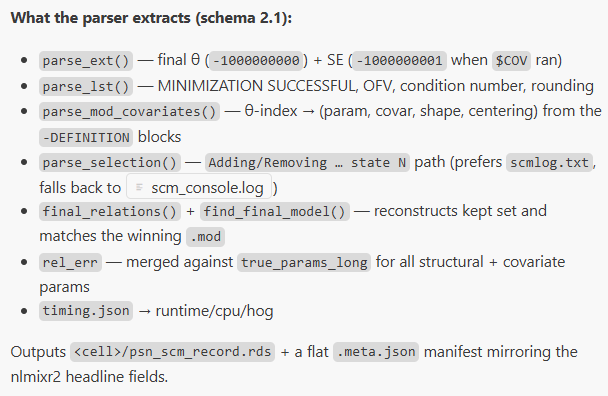 What the parser extracts (schema 2.1):
• parse_ext() — final θ (-1000000000) + SE (-1000000001 when $COV ran)
• parse_lst() — MINIMIZATION SUCCESSFUL, OFV, condition number, rounding
• parse_mod_covariates() — θ-index → (param, covar, shape, centering) from the
-DEFINITION blocks
• parse_selection() — Adding/Removing … state N path (prefers scmlog.txt,
falls back to scm_console.log)
• final_relations() + find_final_model() — reconstructs kept set and
matches the winning .mod
• rel_err — merged against true_params_long for all structural + covariate
params
• timing.json → runtime/cpu/hog
Outputs <cell>/psn_scm_record.rds + a flat .meta.json manifest mirroring the
nlmixr2 headline fields.